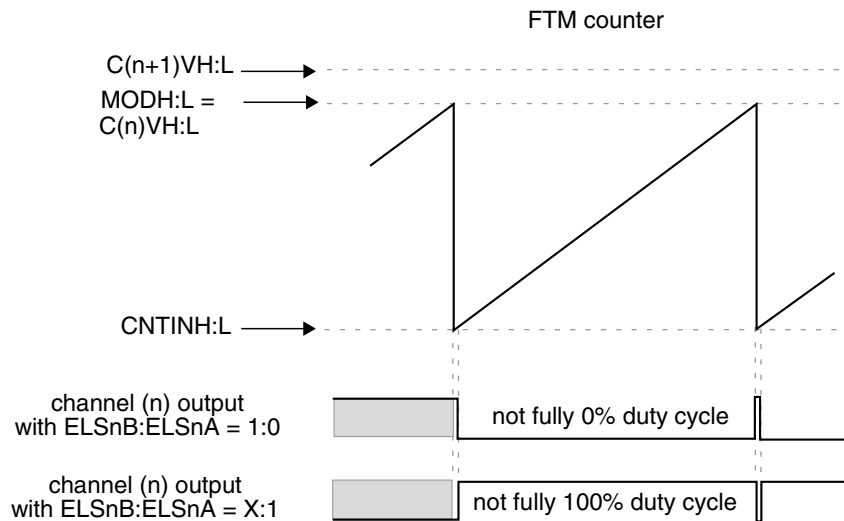 FTM counter
C(n+1)VH:L
MODH:L =
C(n)VH:L
CNTINH:L
channel (n) output
with ELSnB:ELSnA = 1:0
not fully 0% duty cycle
channel (n) output
with ELSnB:ELSnA = X:1
not fully 100% duty cycle